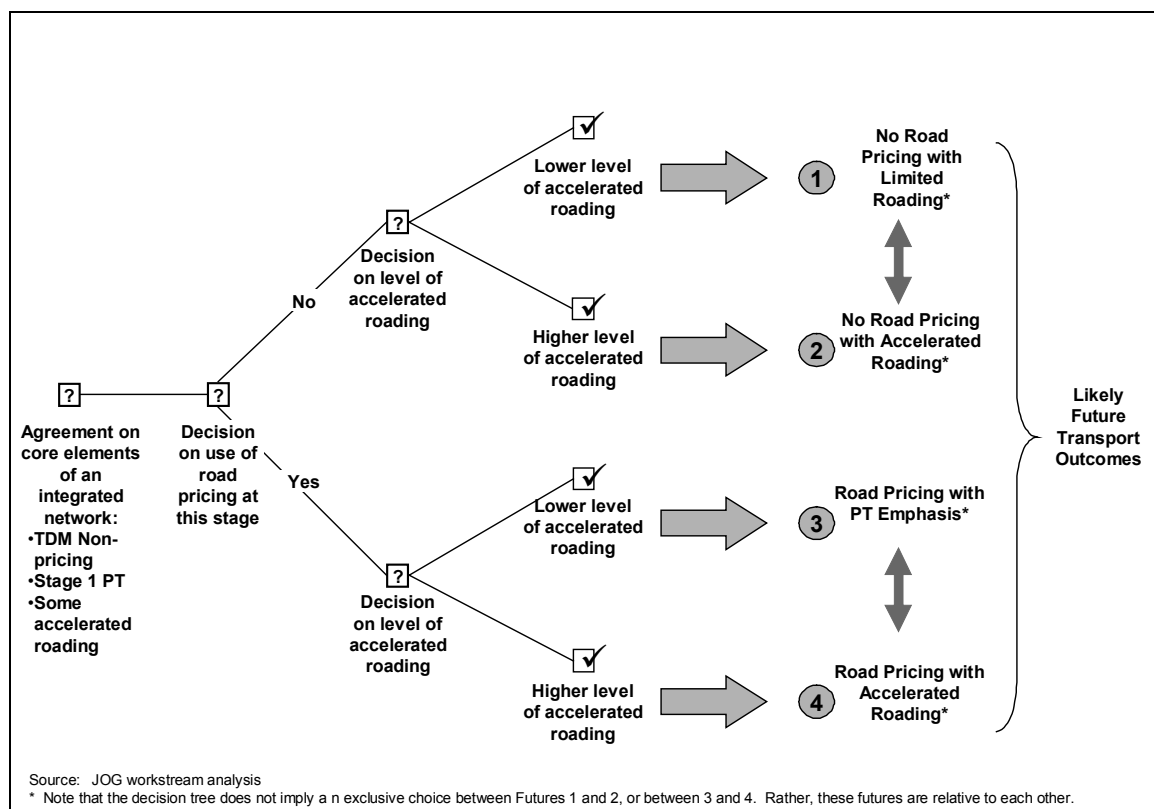 ?
Agreement on
core elements
of an
integrated
network:
•TDM Non-
pricing
•Stage 1 PT
•Some
accelerated
roading
?
Decision
on use of
road
pricing at
this stage
No
Yes
?
Decision
on level of
accelerated
roading
?
Decision
on level of
accelerated
roading
Lower level
of accelerated
roading
Higher level
of accelerated
roading
Lower level
of accelerated
roading
Higher level
of accelerated
roading
1
No Road
Pricing with
Limited
Roading*
2
No Road Pricing
with Accelerated
Roading*
3
Road Pricing with
PT Emphasis*
4
Road Pricing with
Accelerated
Roading*
Likely
Future
Transport
Outcomes
Source: JOG workstream analysis
* Note that the decision tree does not imply a n exclusive choice between Futures 1 and 2, or between 3 and 4. Rather, these futures are relative to each other.